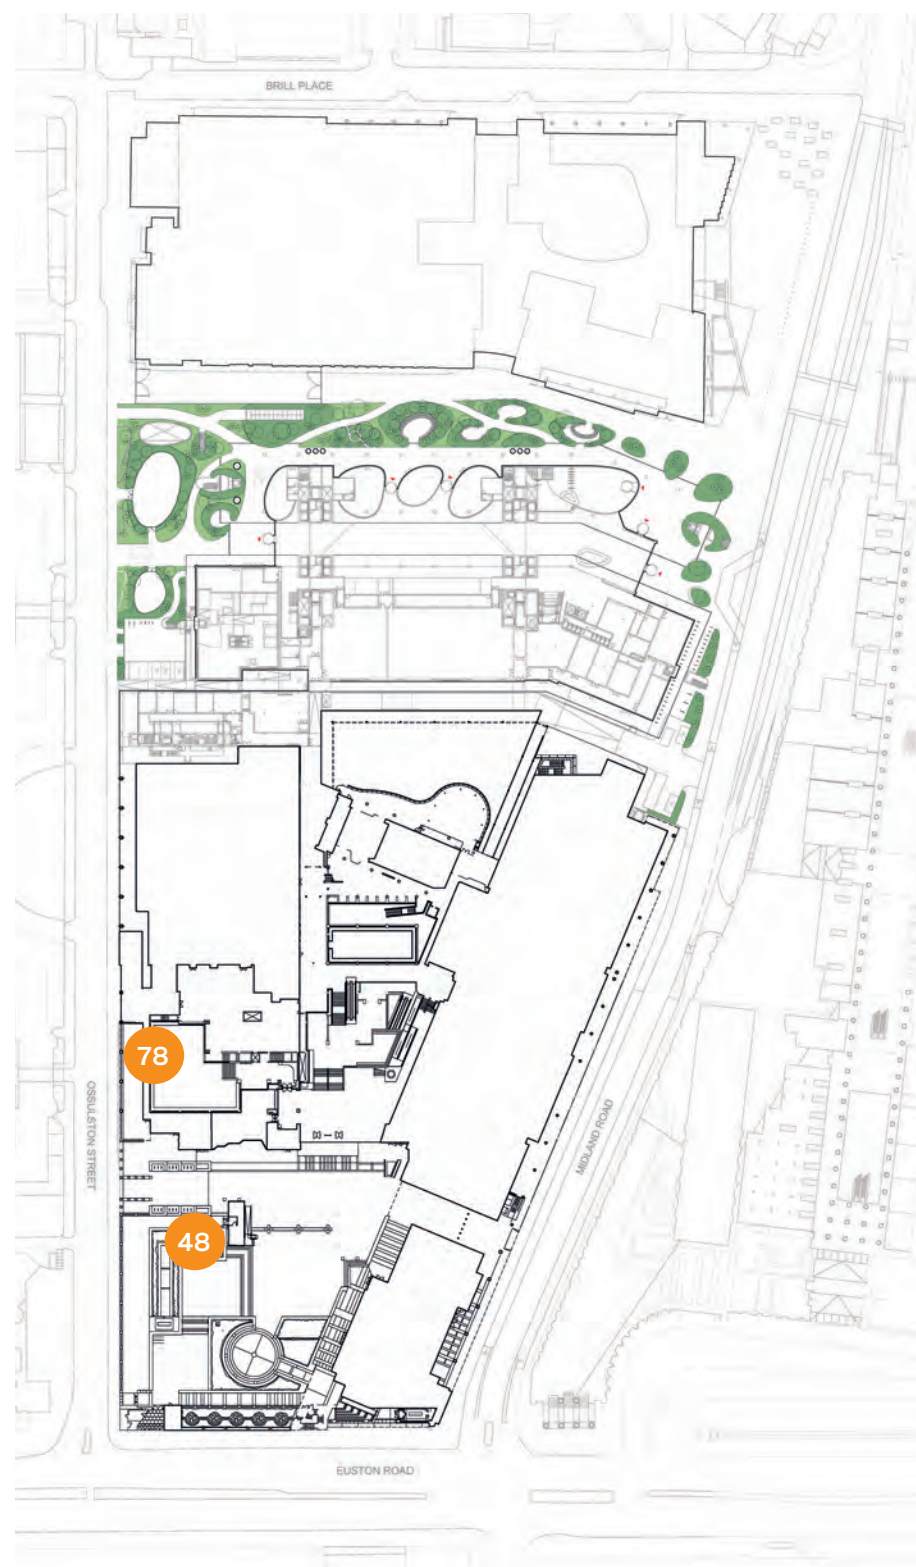 BRILL PLACE
78
OSSULSTON STREET
MIDLAND ROAD
48
EUSTON ROAD